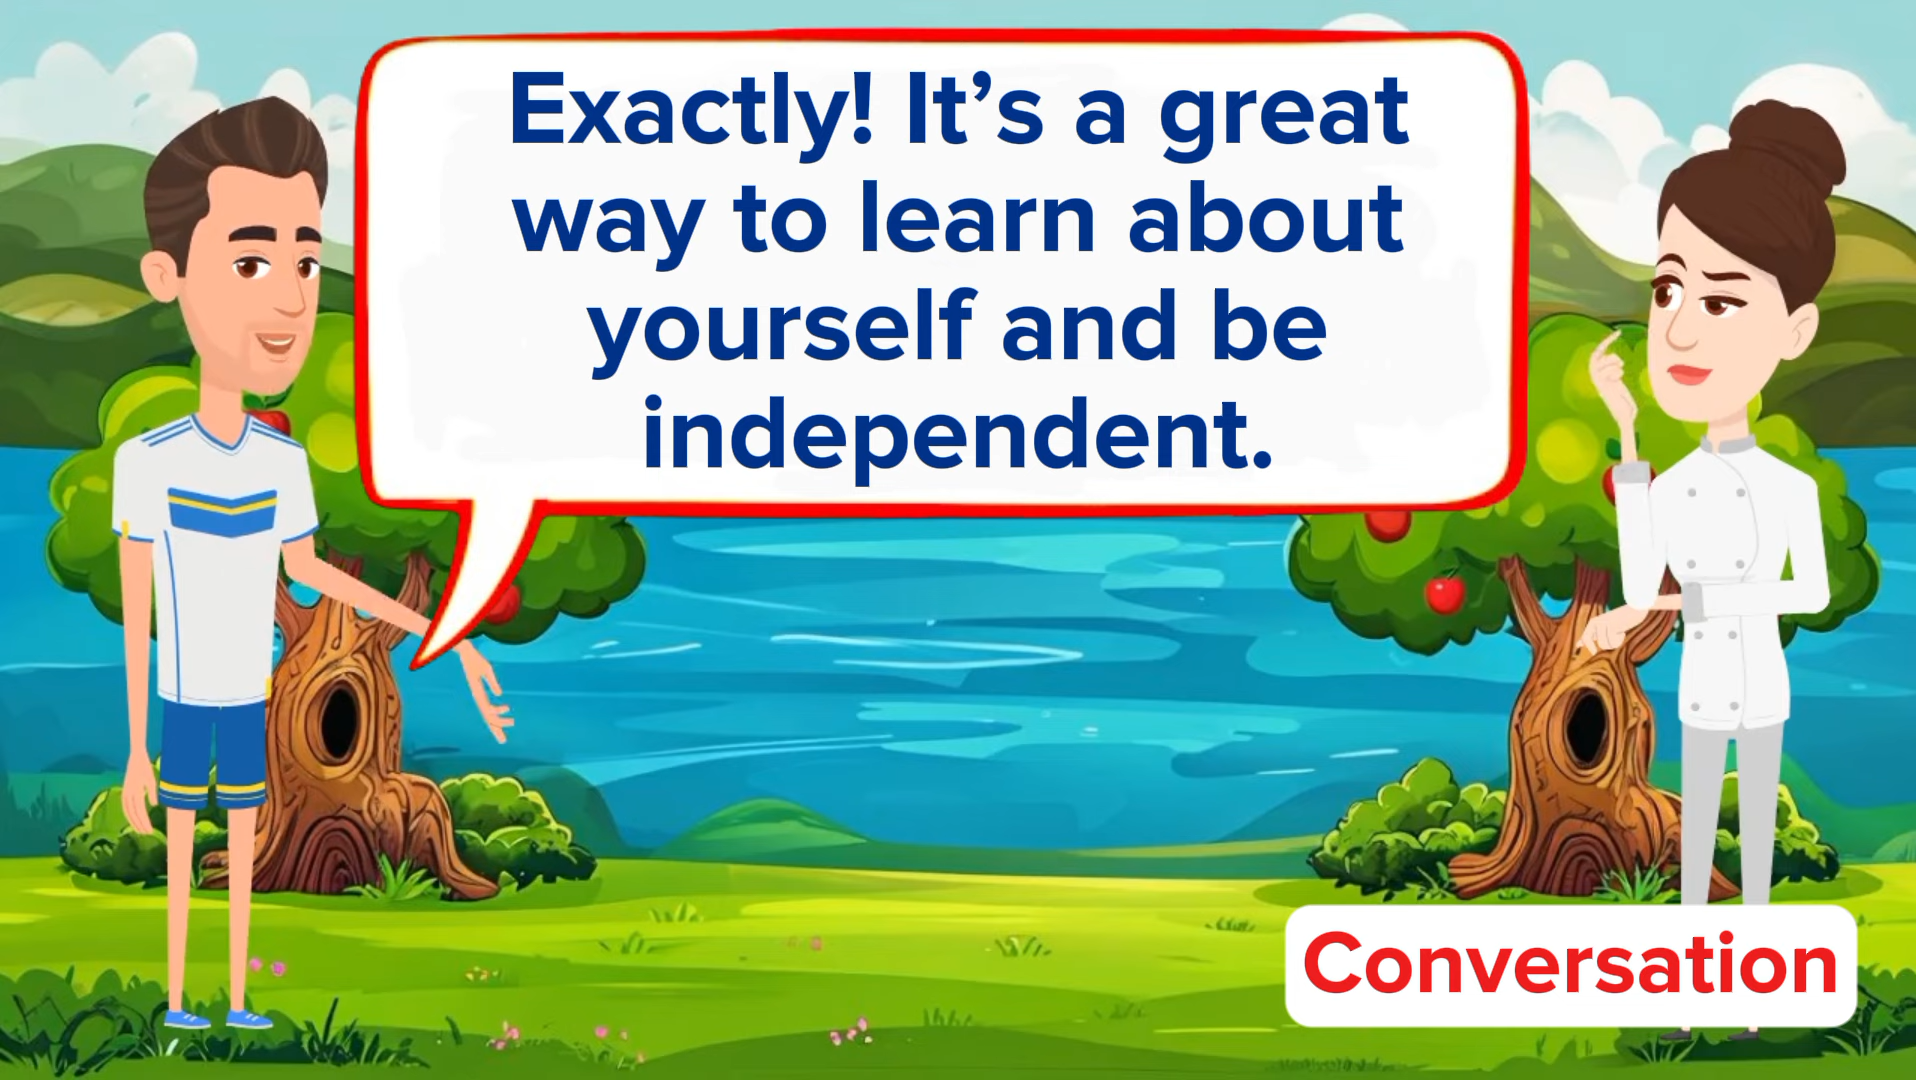 Exactly! It’s a great
way to learn about
yourself and be
independent.
Conversation